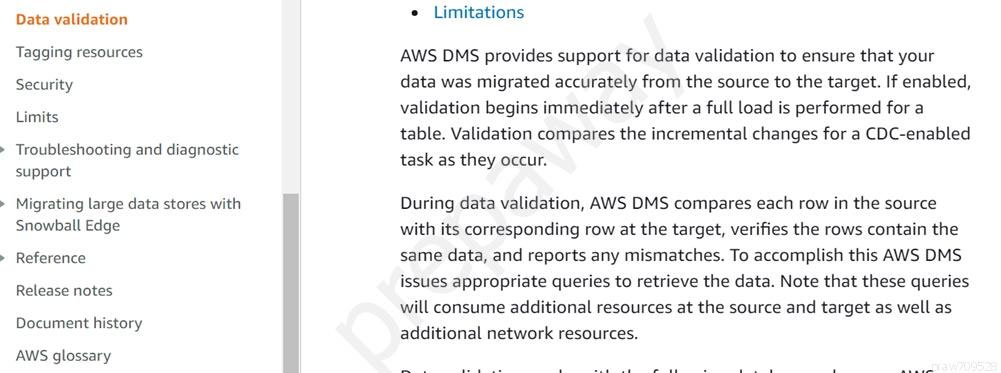 Data validation
Tagging resources
Security
Limits
Troubleshooting and diagnostic
support
Migrating large data stores with
Snowball Edge
Reference
Release notes
Document history
AWS glossary
• Limitations
AWS DMS provides support for data validation to ensure that your
data was migrated accurately from the source to the target. If enabled,
validation begins immediately after a full load is performed for a
table. Validation compares the incremental changes for a CDC-enabled
task as they occur.
During data validation, AWS DMS compares each row in the source
with its corresponding row at the target, verifies the rows contain the
same data, and reports any mismatches. To accomplish this AWS DMS
issues appropriate queries to retrieve the data. Note that these queries
will consume additional resources at the source and target as well as
additional network resources.
prepaway